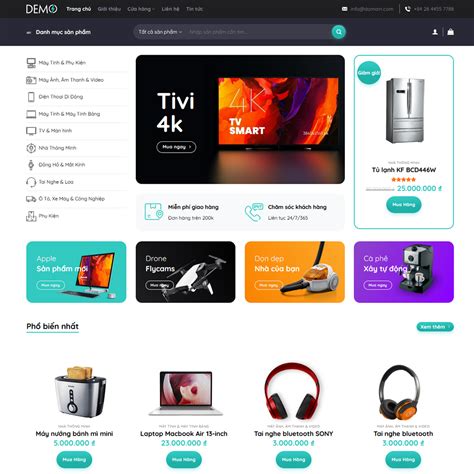 DEMO
Trang chủ Giới thiệu Cửa hàng Liên hệ Tin tức
info@domain.com
+84 28 4455 7788
Danh mục sản phẩm
Tất cả sản phẩm
Nhập sản phẩm cần tìm...
Máy Tính & Phụ Kiện
Máy Ảnh, Âm Thanh & Video
Điện Thoại Di Động
Máy Tính & Máy Tính Bảng
TV & Màn hình
Nhà Thông Minh
Đồng Hồ & Mắt Kính
Tai Nghe & Loa
Ô Tô, Xe Máy & Công Nghiệp
Phụ Kiện
Tivi
4k
Mua ngay
4K
TV
SMART
Miễn phí giao hàng
Đơn hàng trên 200k
Chăm sóc khách hàng
Liên tục 24/7/365
Giảm giá!
NHÀ THÔNG MINH
Tủ lạnh KF BCD446W
25.000.000 ₫
Mua Hàng
Apple
Sản phẩm mới
Mua ngay
Drone
Flycams
Mua ngay
Dọn dẹp
Nhà của bạn
Mua ngay
Cà phê
Xay tự động
Mua ngay
Phổ biến nhất
Xem thêm
NHÀ THÔNG MINH
Máy nướng bánh mì mini
5.000.000 ₫
Mua Hàng
MÁY TÍNH & MÁY TÍNH BẢNG
Laptop Macbook Air 13-inch
23.000.000 ₫
Mua Hàng
MÁY ẢNH, ÂM THANH & VIDEO
Tai nghe bluetooth SONY
3.000.000 ₫
Mua Hàng
MÁY ẢNH, ÂM THANH & VIDEO
Tai nghe bluetooth
3.000.000 ₫
Mua Hàng